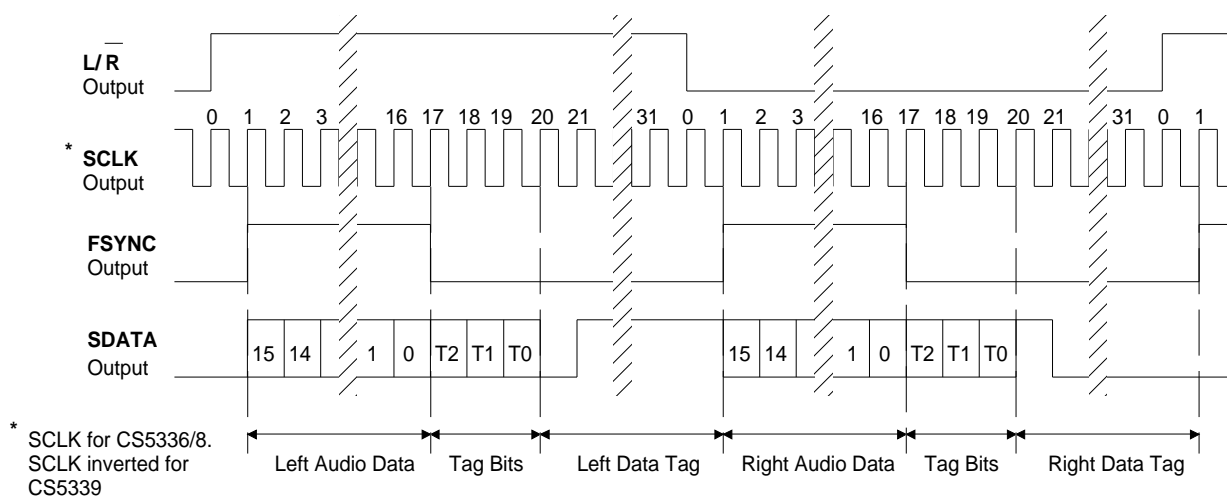 L/R
Output
0 1 2 3 16 17 18 19 20 21 31 0 1 2 3 16 17 18 19 20 21 31 0 1
* SCLK
Output
FSYNC
Output
SDATA
Output
15 14 1 0 T2 T1 T0 15 14 1 0 T2 T1 T0
Left Audio Data Tag Bits Left Data Tag Right Audio Data Tag Bits Right Data Tag
* SCLK for CS5336/8.
SCLK inverted for
CS5339